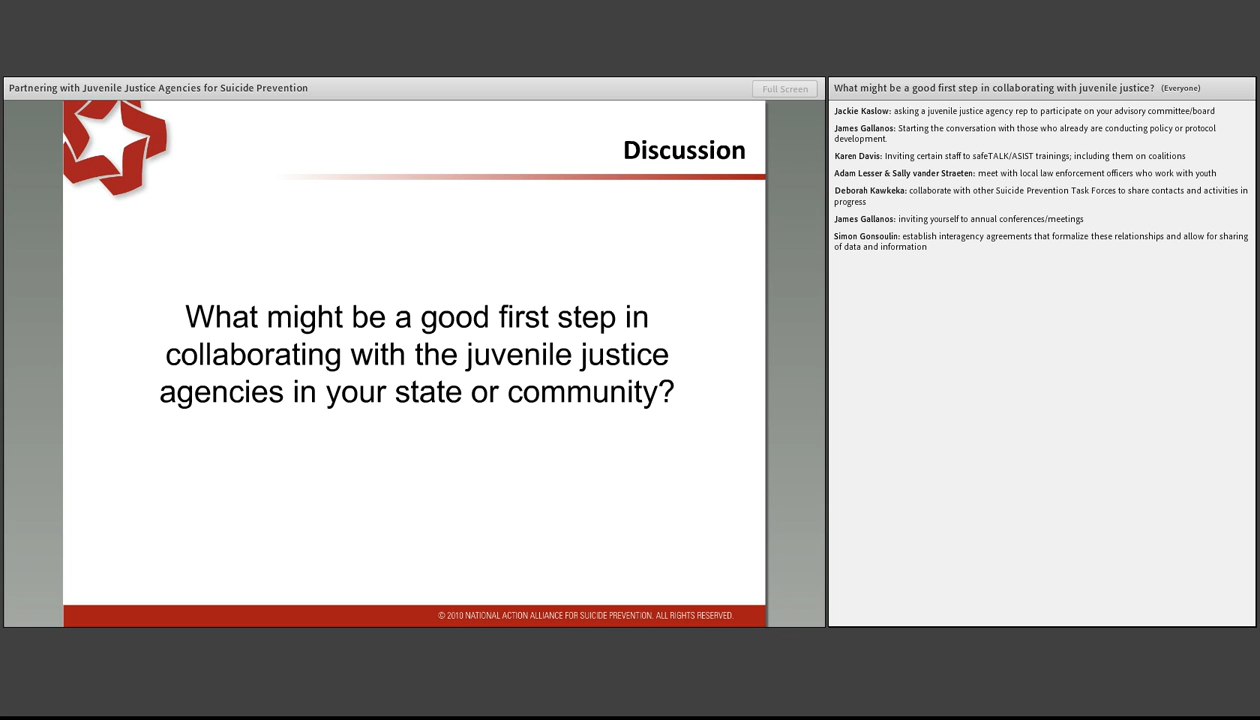 Partnering with Juvenile Justice Agencies for Suicide Prevention
Full Screen
Discussion
What might be a good first step in
collaborating with the juvenile justice
agencies in your state or community?
© 2010 NATIONAL ACTION ALLIANCE FOR SUICIDE PREVENTION. ALL RIGHTS RESERVED.
What might be a good first step in collaborating with juvenile justice? (Everyone)
Jackie Kaslow: asking a juvenile justice agency rep to participate on your advisory committee/board
James Gallanos: Starting the conversation with those who already are conducting policy or protocol
development.
Karen Davis: Inviting certain staff to safeTALK/ASIST trainings; including them on coalitions
Adam Lesser & Sally vander Straeten: meet with local law enforcement officers who work with youth
Deborah Kawkeka: collaborate with other Suicide Prevention Task Forces to share contacts and activities in
progress
James Gallanos: inviting yourself to annual conferences/meetings
Simon Gonsoulin: establish interagency agreements that formalize these relationships and allow for sharing
of data and information